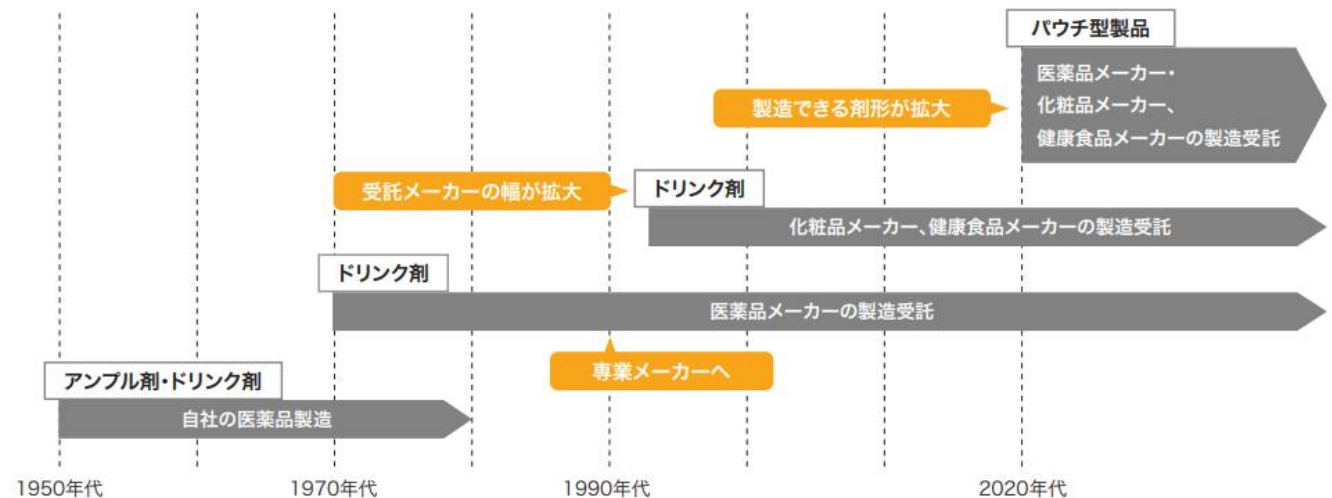 パウチ型製品
医薬品メーカー・
化粧品メーカー、
健康食品メーカーの製造受託
製造できる剤形が拡大
受託メーカーの幅が拡大
ドリンク剤
化粧品メーカー、健康食品メーカーの製造受託
ドリンク剤
医薬品メーカーの製造受託
専業メーカーへ
アンプル剤・ドリンク剤
自社の医薬品製造
1950年代
1970年代
1990年代
2020年代